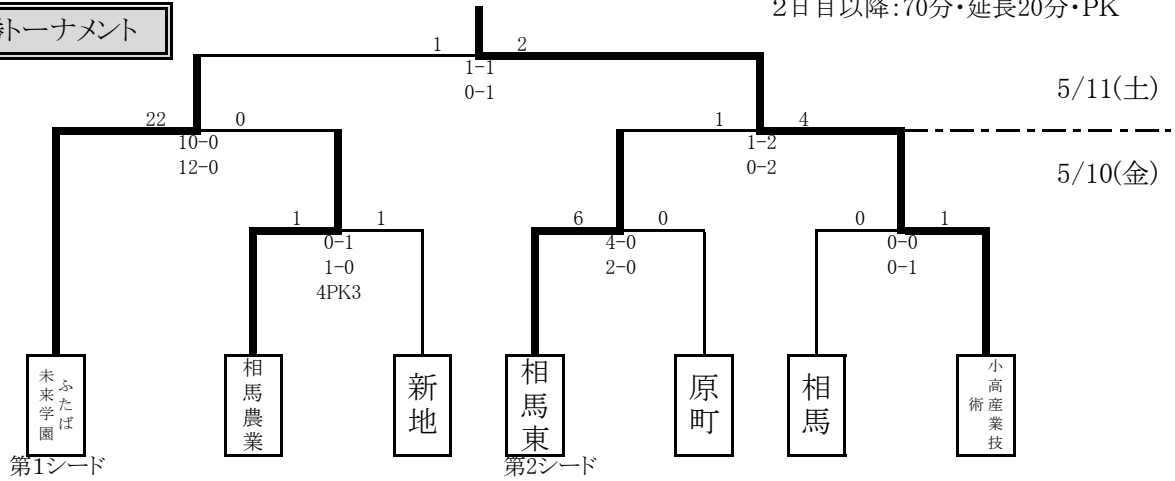 2日目以降:70分・延長20分・PK
トーナメント
1 2
1-1
0-1
5/11(土)
22 0
10-0
12-0
1 4
1-2
0-2
5/10(金)
1 1
0-1
1-0
4PK3
6 0
4-0
2-0
0 1
0-0
0-1
ふたば
未来学園
相馬農業
新地
相馬東
原町
相馬
小高産業技
術
第1シード
第2シード